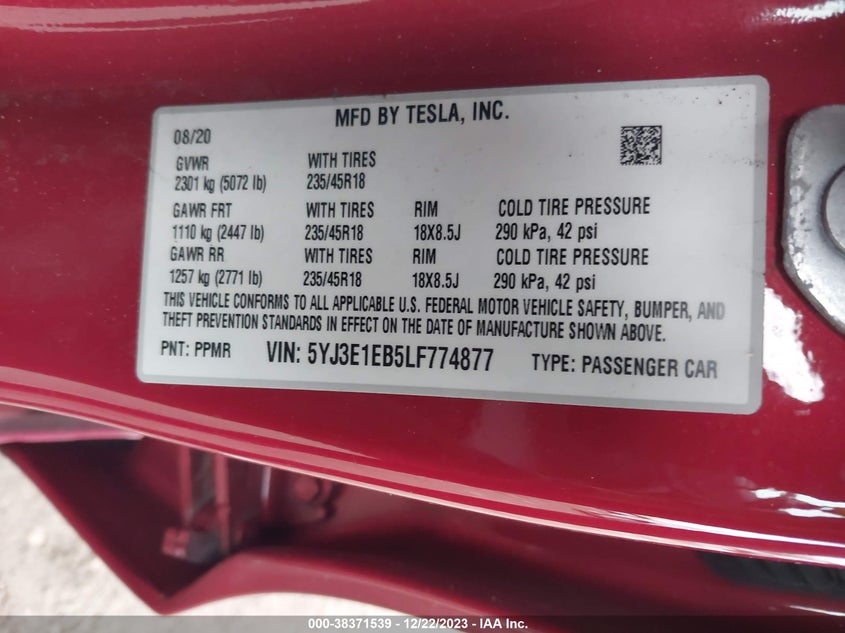 MFD BY TESLA, INC.
08/20
GVWR WITH TIRES
2301 kg (5072 lb) 235/45R18
GAWR FRT WITH TIRES RIM COLD TIRE PRESSURE
1110 kg (2447 lb) 235/45R18 18X8.5J 290 kPa, 42 psi
GAWR RR WITH TIRES RIM COLD TIRE PRESSURE
1257 kg (2771 lb) 235/45R18 18X8.5J 290 kPa, 42 psi
THIS VEHICLE CONFORMS TO ALL APPLICABLE U.S. FEDERAL MOTOR VEHICLE SAFETY, BUMPER, AND
THEFT PREVENTION STANDARDS IN EFFECT ON THE DATE OF MANUFACTURE SHOWN ABOVE.
PNT: PPMR VIN: 5YJ3E1EB5LF774877 TYPE: PASSENGER CAR
000-38371539 - 12/22/2023 - IAA Inc.